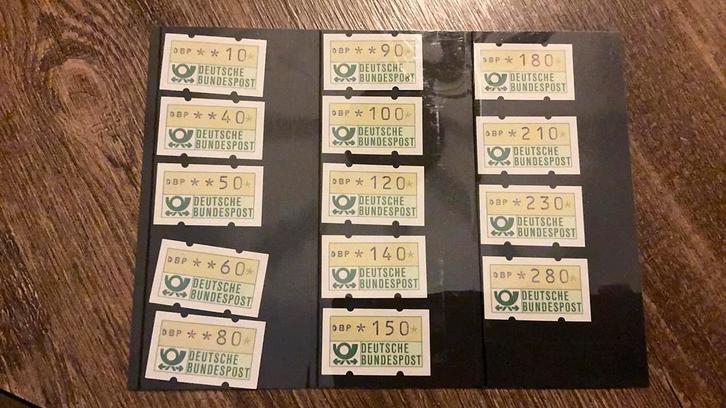 DBP **10*
DEUTSCHE
BUNDESPOST
DBP **40*
DEUTSCHE
BUNDESPOST
DBP **50*
DEUTSCHE
BUNDESPOST
DBP **60*
DEUTSCHE
BUNDESPOST
DBP **80*
DEUTSCHE
BUNDESPOST
DBP **90*
DEUTSCHE
BUNDESPOST
DBP *100*
DEUTSCHE
BUNDESPOST
DBP *120*
DEUTSCHE
BUNDESPOST
DBP *140*
DEUTSCHE
BUNDESPOST
DBP *150*
DEUTSCHE
BUNDESPOST
DBP *180*
DEUTSCHE
BUNDESPOST
DBP *210*
DEUTSCHE
BUNDESPOST
DBP *230*
DEUTSCHE
BUNDESPOST
DBP *280*
DEUTSCHE
BUNDESPOST